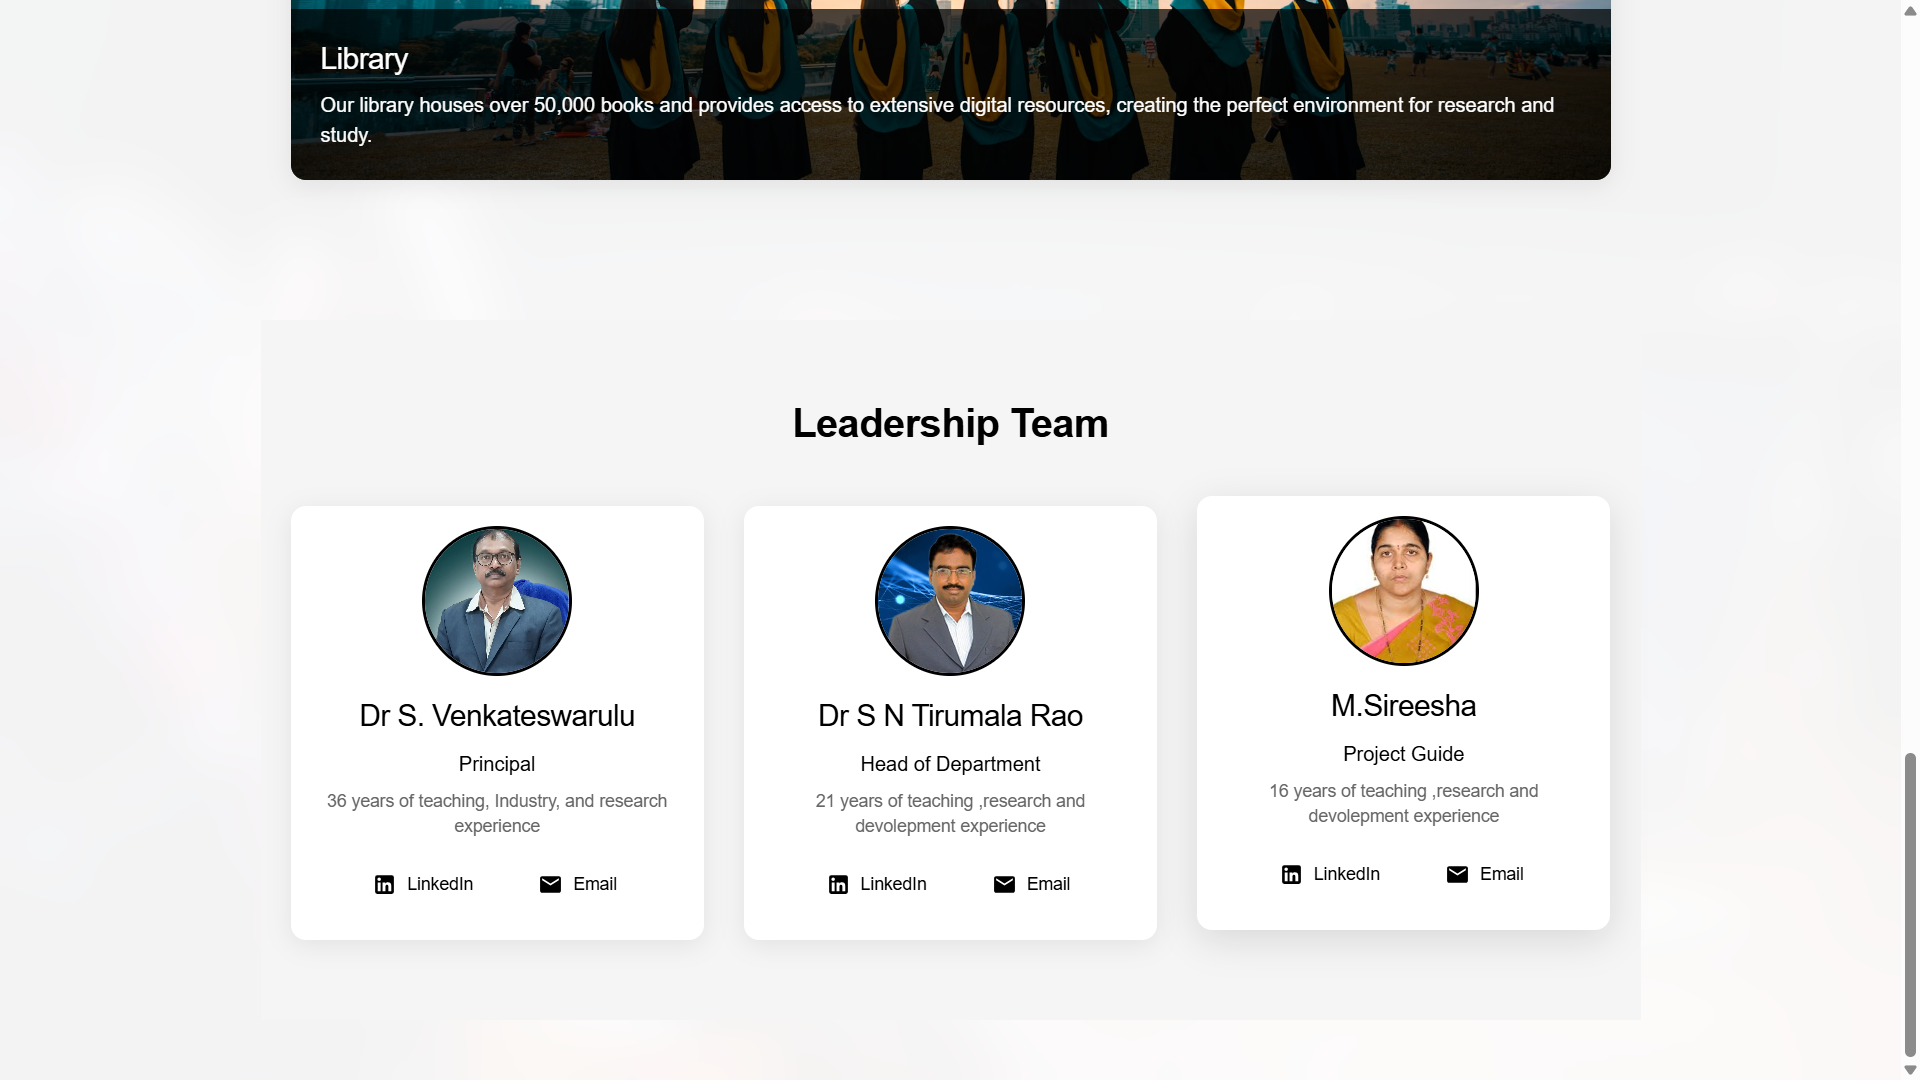 Library
Our library houses over 50,000 books and provides access to extensive digital resources, creating the perfect environment for research and
study.
Leadership Team
Dr S. Venkateswarulu
Principal
36 years of teaching, Industry, and research
experience
LinkedIn
Email
Dr S N Tirumala Rao
Head of Department
21 years of teaching ,research and
devolepment experience
LinkedIn
Email
M.Sireesha
Project Guide
16 years of teaching ,research and
devolepment experience
LinkedIn
Email